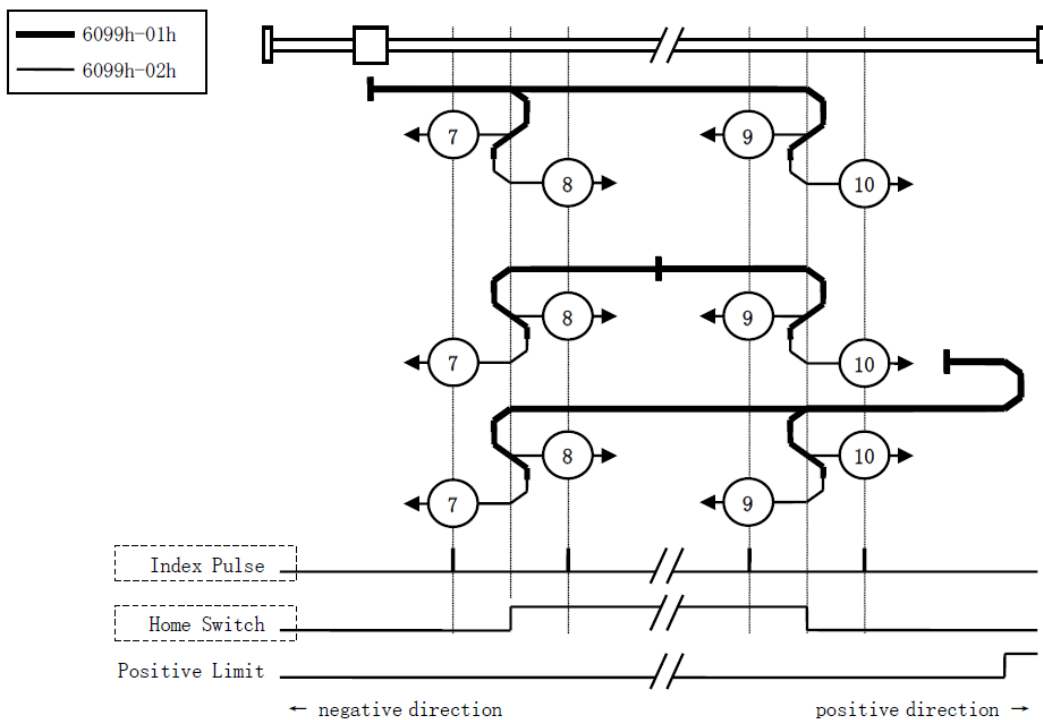 6099h-01h
6099h-02h
7
9
8
10
8
9
7
10
8
10
7
9
Index Pulse
Home Switch
Positive Limit
← negative direction
positive direction →